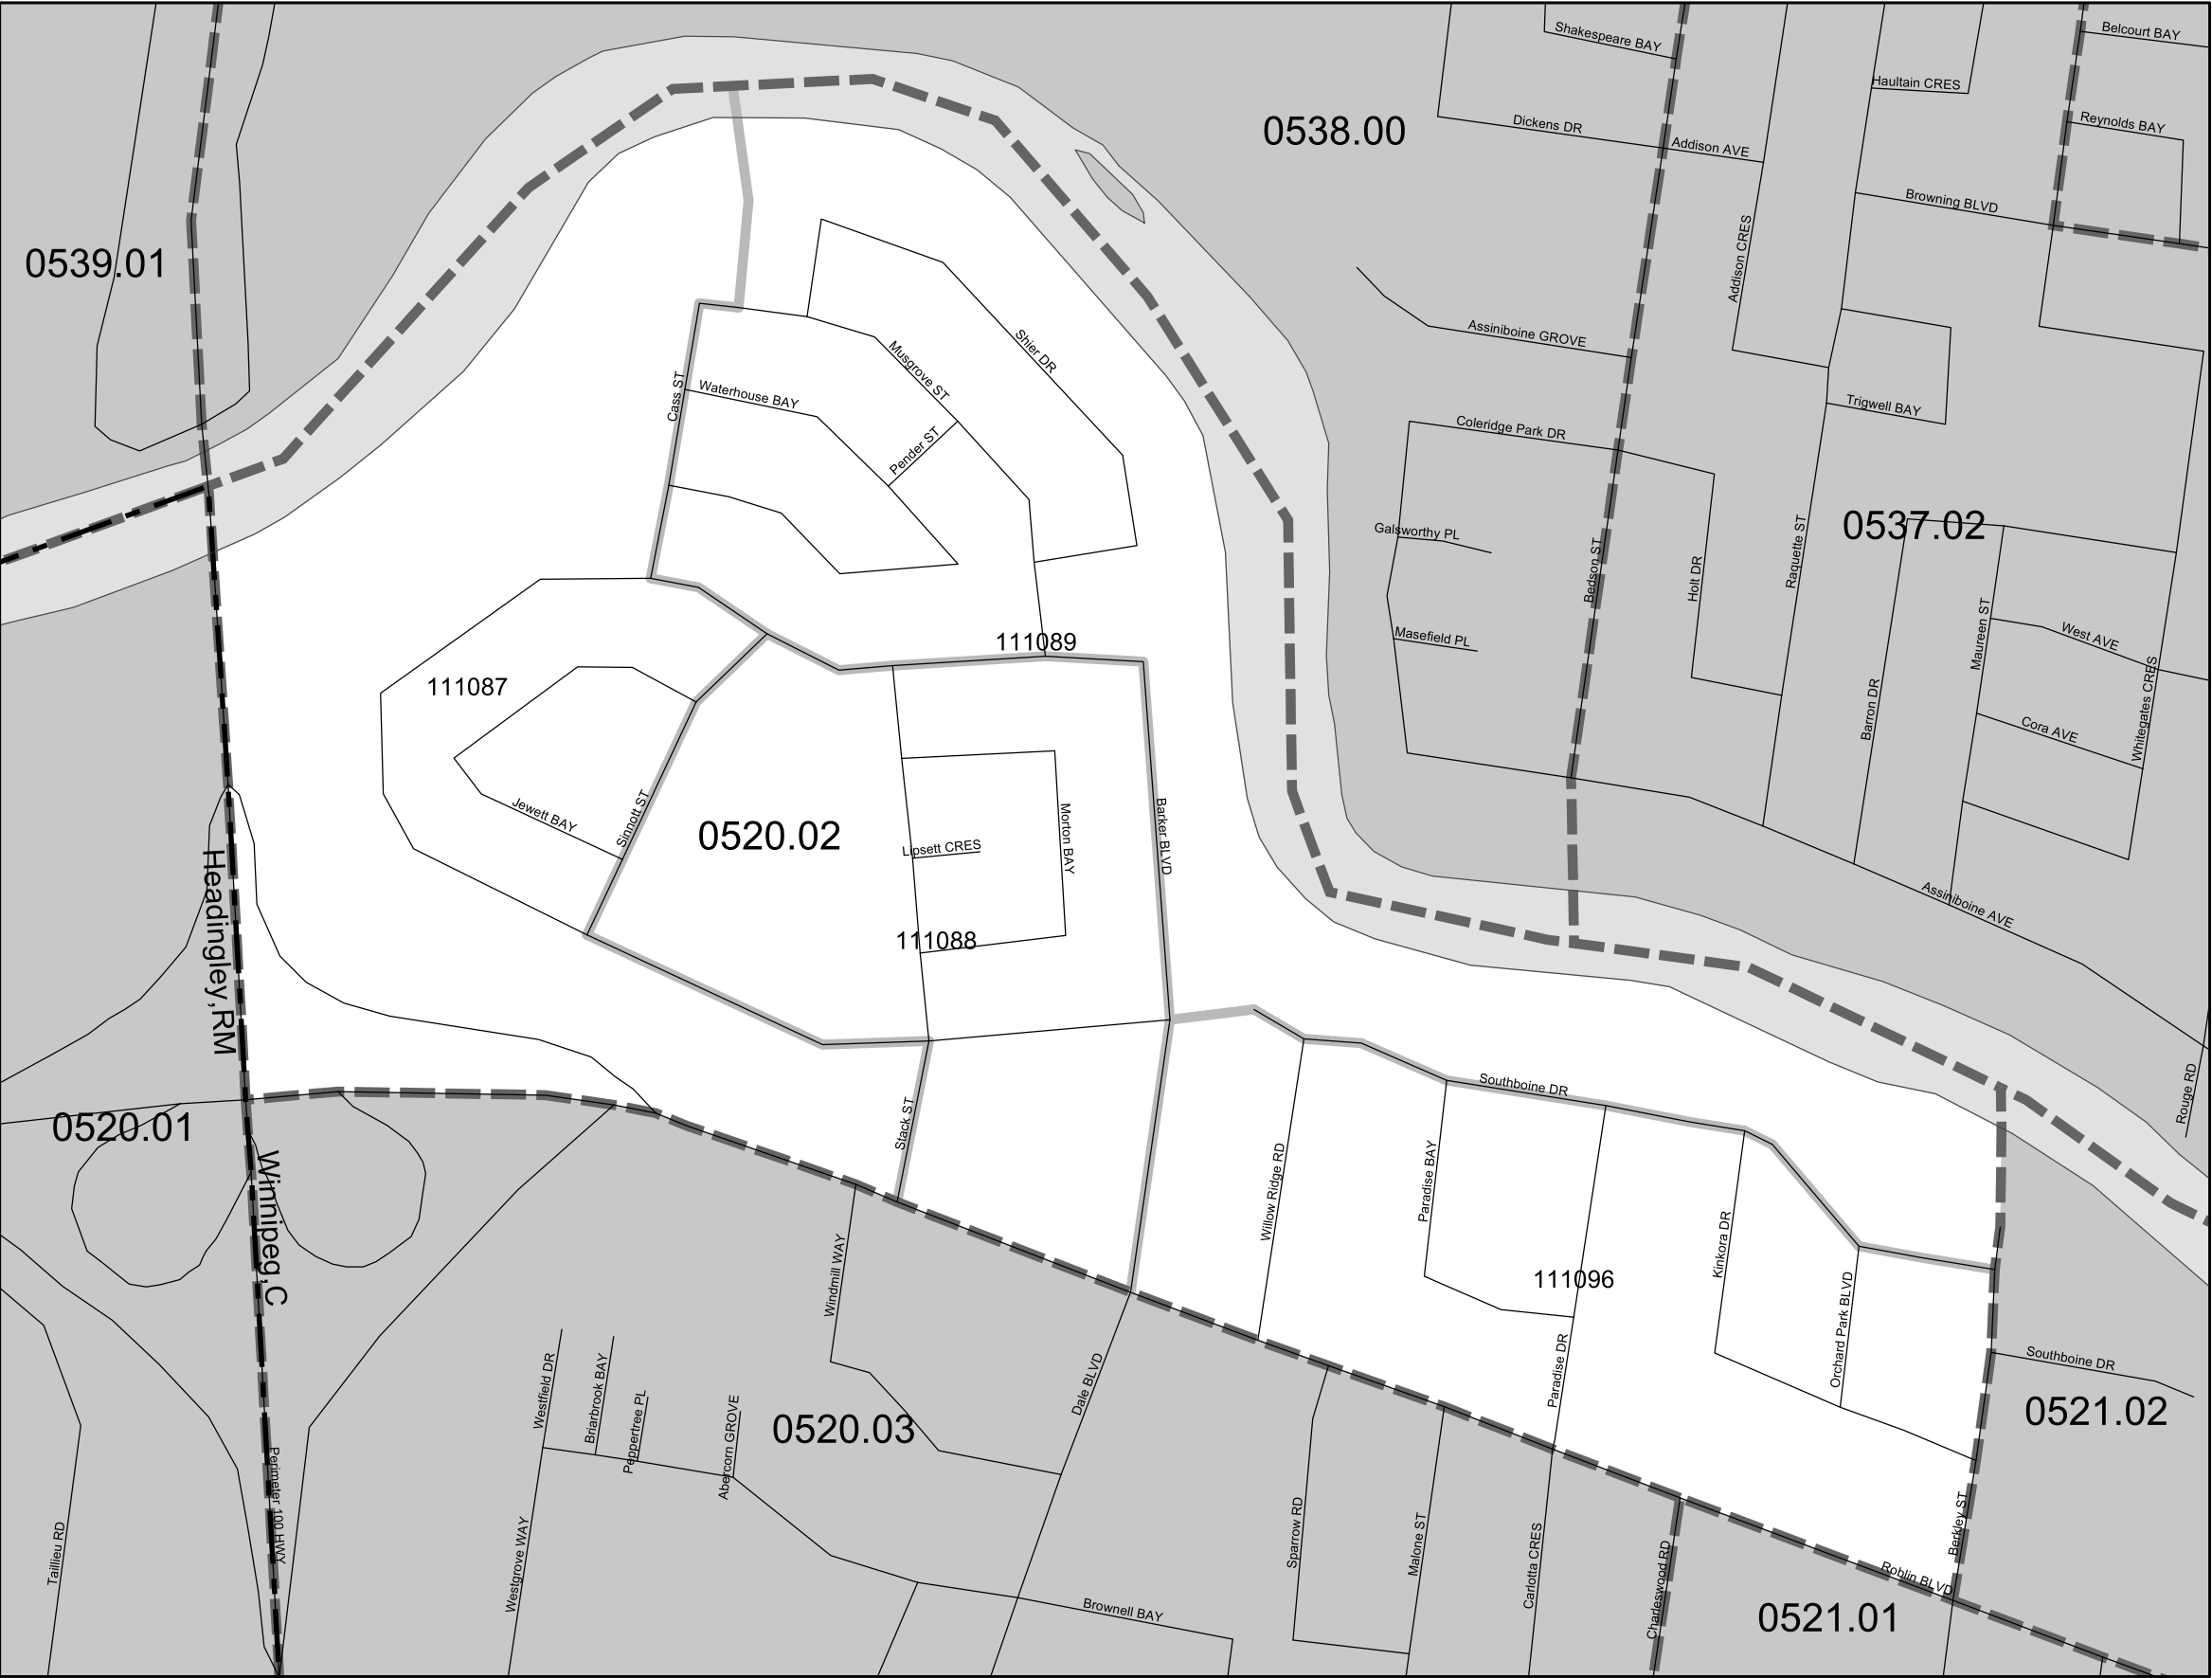 Shakespeare BAY
Belcourt BAY
Haultain CRES
0538.00
Dickens DR
Addison AVE
Reynolds BAY
Browning BLVD
0539.01
Addison CRES
Assiniboine GROVE
Shier DR
Musgrove ST
Cass ST
Waterhouse BAY
Pender ST
Trigwell BAY
Coleridge Park DR
Galsworthy PL
0537.02
Bedson ST
Holt DR
Raquette ST
Masefield PL
Maureen ST
West AVE
111089
111087
Barron DR
Whitegates CRES
Cora AVE
Jewett BAY
Sinnott ST
0520.02
Lipsett CRES
Morton BAY
Barker BLVD
Headingley,RM
111088
Assiniboine AVE
Rouge RD
0520.01
Stack ST
Southboine DR
Winnipeg,C
Willow Ridge RD
Paradise BAY
Kinkora DR
111096
Windmill WAY
Orchard Park BLVD
Paradise DR
Southboine DR
Westfield DR
Briarbrook BAY
Peppertree PL
Abercorn GROVE
Dale BLVD
0520.03
0521.02
Perimeter 100 HWY
Taillieu RD
Westgrove WAY
Sparrow RD
Malone ST
Carlotta CRES
Charleswood RD
Berkley ST
Roblin BLVD
Brownell BAY
0521.01